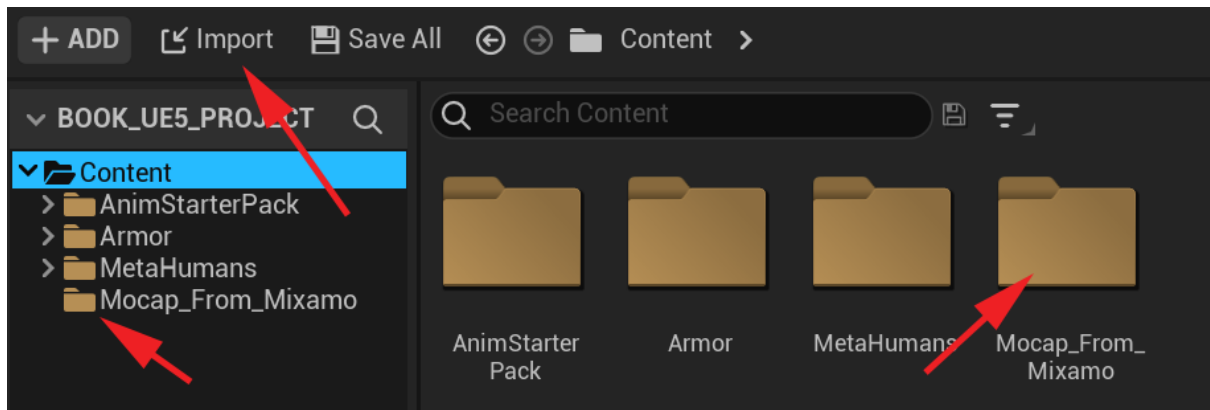 + ADD Import Save All Content >
BOOK_UE5_PROJECT
Content
AnimStarterPack
Armor
MetaHumans
Mocap_From_Mixamo
Search Content
AnimStarter
Pack
Armor
MetaHumans
Mocap_From_
Mixamo